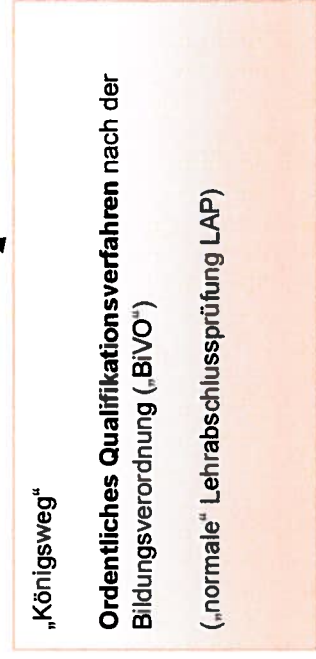 „Königsweg“
Ordentliches Qualifikationsverfahren nach der
Bildungsverordnung („BiVO“)
(„normale“ Lehrabschlussprüfung LAP)